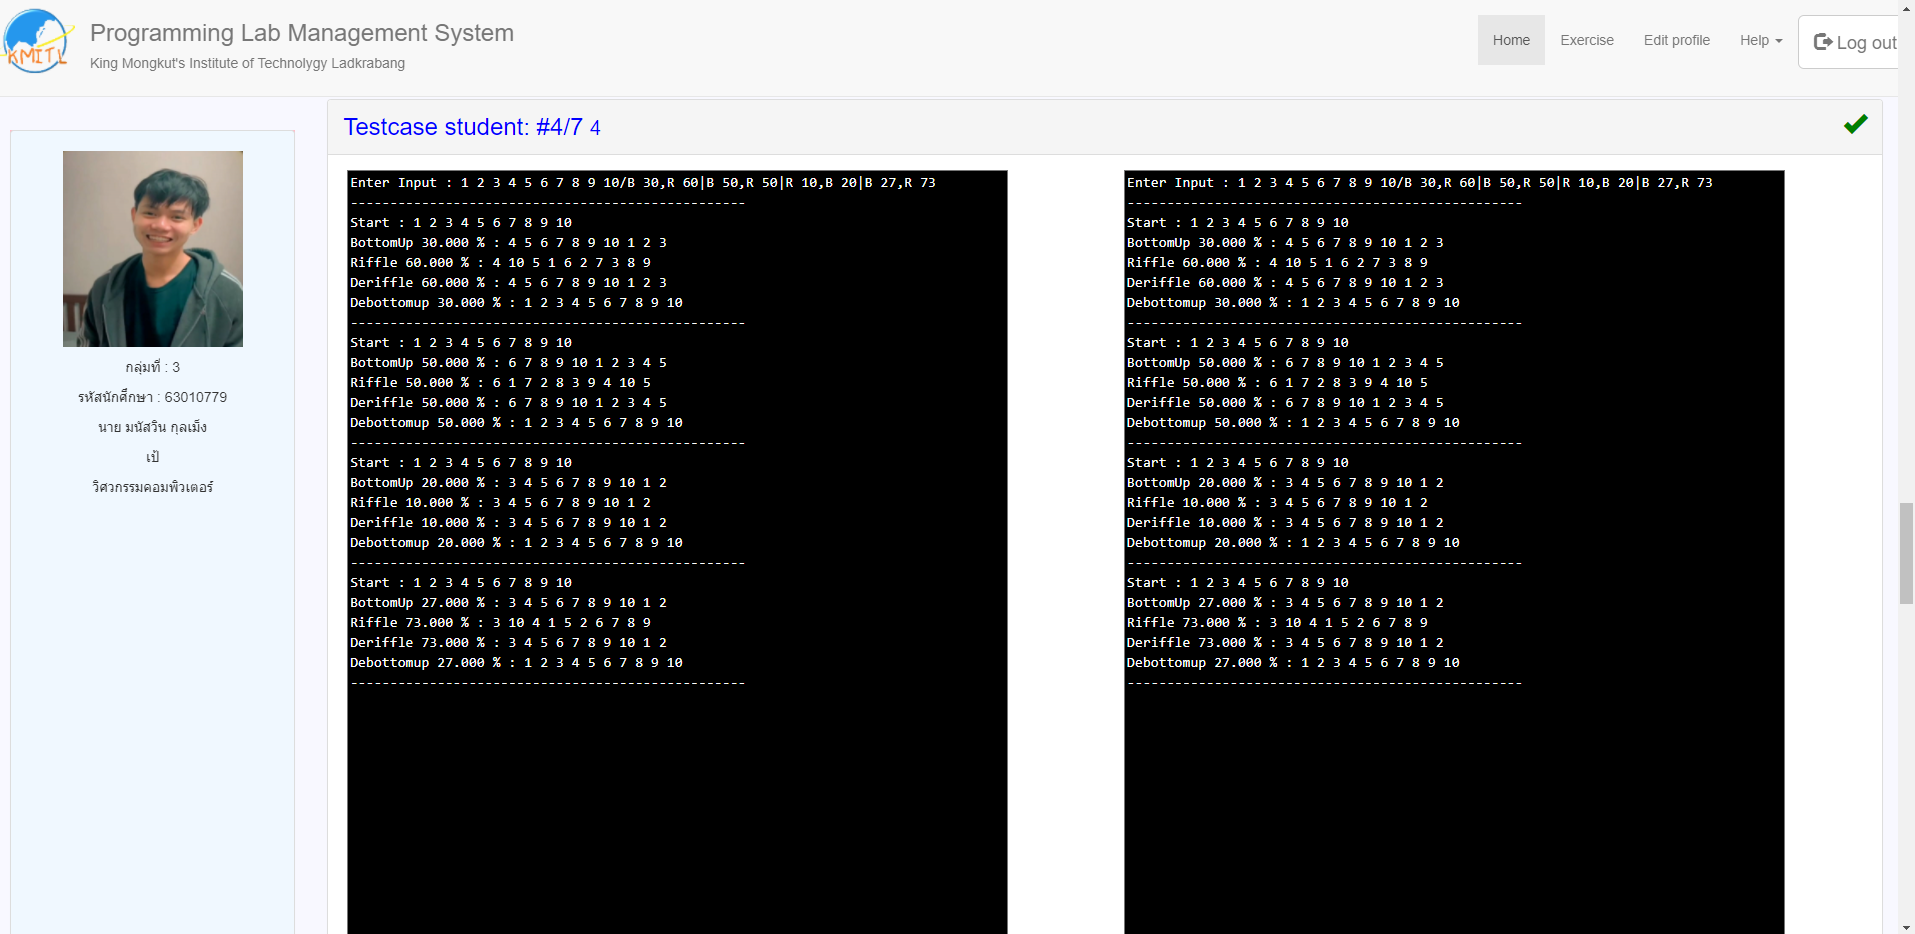 KMITL
Programming Lab Management System
King Mongkut's Institute of Technolygy Ladkrabang
Home
Exercise
Edit profile
Help
Log out
กลุ่มที่ : 3
รหัสนักศึกษา : 63010779
นาย มนัสวิน กุลเม็ง
เป้
วิศวกรรมคอมพิวเตอร์
Testcase student: #4/7 4
Enter Input : 1 2 3 4 5 6 7 8 9 10/B 30,R 60|B 50,R 50|R 10,B 20|B 27,R 73
--------------------------------------------------
Start : 1 2 3 4 5 6 7 8 9 10
BottomUp 30.000 % : 4 5 6 7 8 9 10 1 2 3
Riffle 60.000 % : 4 10 5 1 6 2 7 3 8 9
Deriffle 60.000 % : 4 5 6 7 8 9 10 1 2 3
Debottomup 30.000 % : 1 2 3 4 5 6 7 8 9 10
--------------------------------------------------
Start : 1 2 3 4 5 6 7 8 9 10
BottomUp 50.000 % : 6 7 8 9 10 1 2 3 4 5
Riffle 50.000 % : 6 1 7 2 8 3 9 4 10 5
Deriffle 50.000 % : 6 7 8 9 10 1 2 3 4 5
Debottomup 50.000 % : 1 2 3 4 5 6 7 8 9 10
--------------------------------------------------
Start : 1 2 3 4 5 6 7 8 9 10
BottomUp 20.000 % : 3 4 5 6 7 8 9 10 1 2
Riffle 10.000 % : 3 4 5 6 7 8 9 10 1 2
Deriffle 10.000 % : 3 4 5 6 7 8 9 10 1 2
Debottomup 20.000 % : 1 2 3 4 5 6 7 8 9 10
--------------------------------------------------
Start : 1 2 3 4 5 6 7 8 9 10
BottomUp 27.000 % : 3 4 5 6 7 8 9 10 1 2
Riffle 73.000 % : 3 10 4 1 5 2 6 7 8 9
Deriffle 73.000 % : 3 4 5 6 7 8 9 10 1 2
Debottomup 27.000 % : 1 2 3 4 5 6 7 8 9 10
--------------------------------------------------
Enter Input : 1 2 3 4 5 6 7 8 9 10/B 30,R 60|B 50,R 50|R 10,B 20|B 27,R 73
--------------------------------------------------
Start : 1 2 3 4 5 6 7 8 9 10
BottomUp 30.000 % : 4 5 6 7 8 9 10 1 2 3
Riffle 60.000 % : 4 10 5 1 6 2 7 3 8 9
Deriffle 60.000 % : 4 5 6 7 8 9 10 1 2 3
Debottomup 30.000 % : 1 2 3 4 5 6 7 8 9 10
--------------------------------------------------
Start : 1 2 3 4 5 6 7 8 9 10
BottomUp 50.000 % : 6 7 8 9 10 1 2 3 4 5
Riffle 50.000 % : 6 1 7 2 8 3 9 4 10 5
Deriffle 50.000 % : 6 7 8 9 10 1 2 3 4 5
Debottomup 50.000 % : 1 2 3 4 5 6 7 8 9 10
--------------------------------------------------
Start : 1 2 3 4 5 6 7 8 9 10
BottomUp 20.000 % : 3 4 5 6 7 8 9 10 1 2
Riffle 10.000 % : 3 4 5 6 7 8 9 10 1 2
Deriffle 10.000 % : 3 4 5 6 7 8 9 10 1 2
Debottomup 20.000 % : 1 2 3 4 5 6 7 8 9 10
--------------------------------------------------
Start : 1 2 3 4 5 6 7 8 9 10
BottomUp 27.000 % : 3 4 5 6 7 8 9 10 1 2
Riffle 73.000 % : 3 10 4 1 5 2 6 7 8 9
Deriffle 73.000 % : 3 4 5 6 7 8 9 10 1 2
Debottomup 27.000 % : 1 2 3 4 5 6 7 8 9 10
--------------------------------------------------